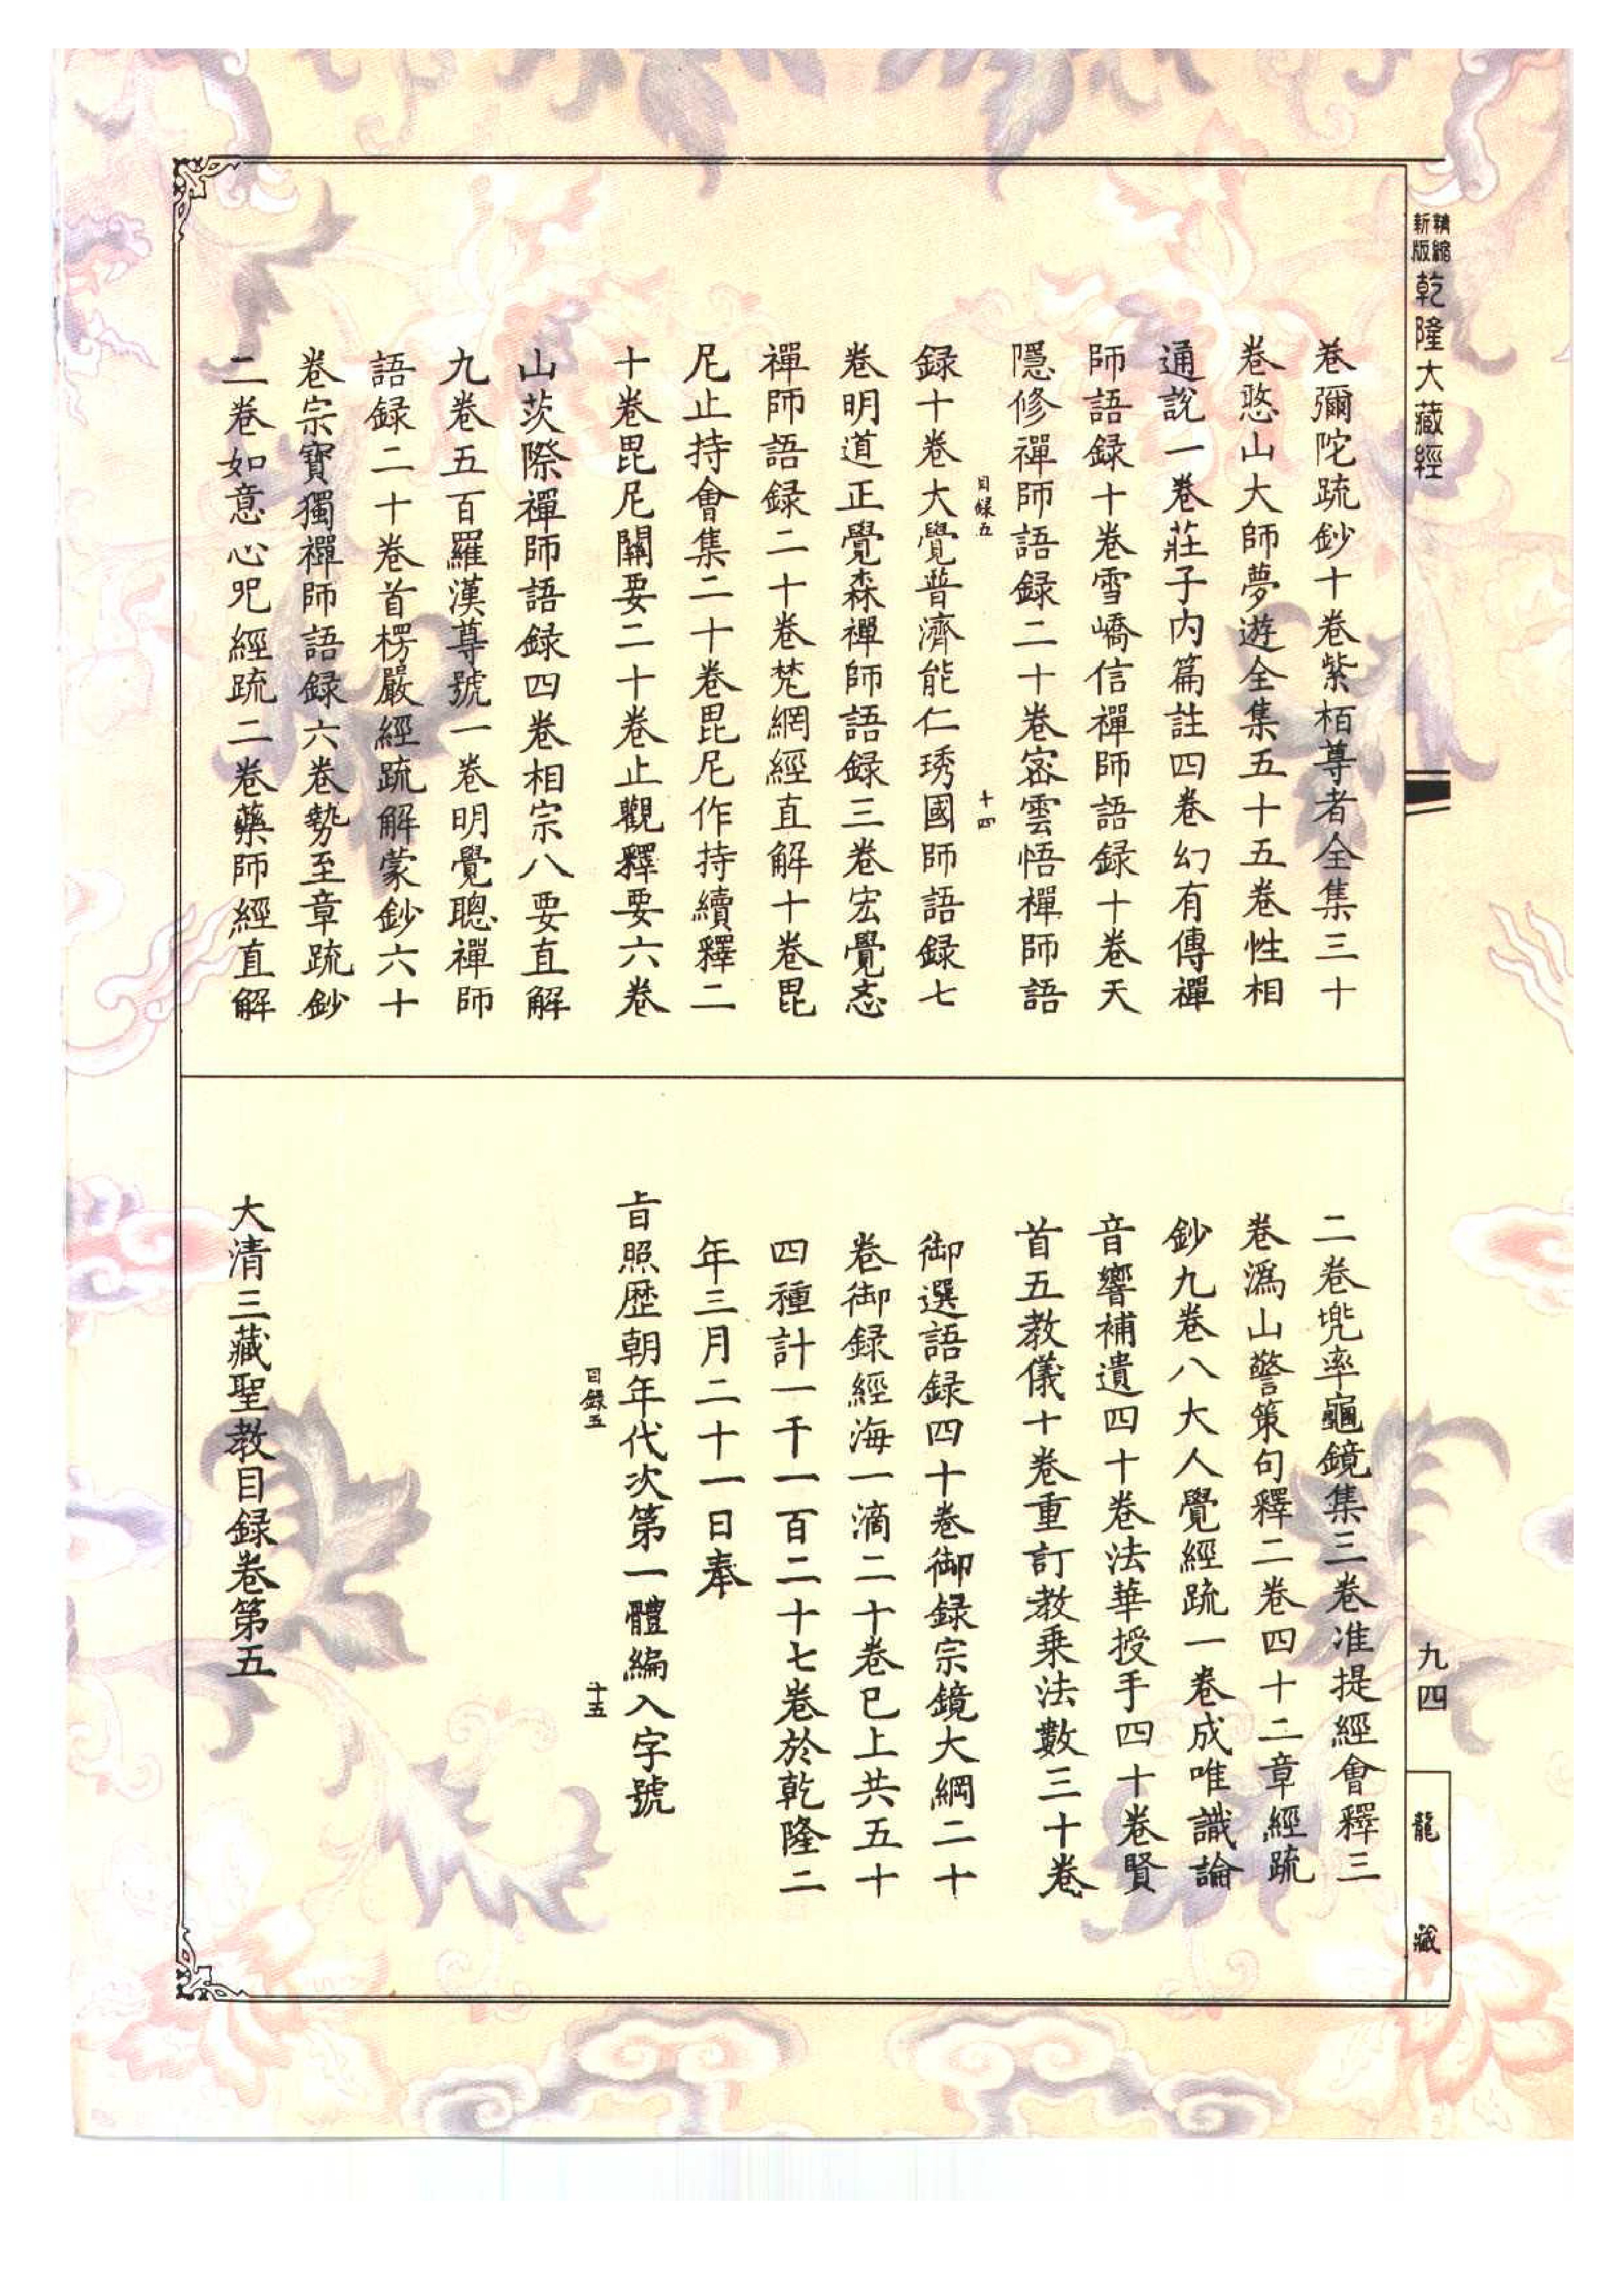 精縮
新版
乾隆大藏經
九四
龍藏
卷彌陀疏鈔十卷紫栢尊者全集三十
卷憨山大師夢遊全集五十五卷性相
通說一卷莊子内篇註四卷幻有傳禪
師語録十卷雪嶠信禪師語録十卷天
隱修禪師語録二十卷密雲悟禪師語
目録五
十四
録十卷大覺普濟能仁琇國師語録七
卷明道正覺森禪師語録三卷宏覺忞
禪師語録二十卷梵網經直解十卷毘
尼止持會集二十卷毘尼作持續釋二
十卷毘尼關要二十卷止觀釋要六卷
山茨際禪師語録四卷相宗八要直解
九卷五百羅漢尊號一卷明覺聰禪師
語録二十卷首楞嚴經疏解蒙鈔六十
卷宗寶獨禪師語録六卷勢至章疏鈔
二卷如意心咒經疏二卷藥師經直解
二卷兜率龜鏡集三卷准提經會釋三
卷溈山警策句釋二卷四十二章經疏
鈔九卷八大人覺經疏一卷成唯識論
音響補遺四十卷法華授手四十卷賢
首五教儀十卷重訂教乗法數三十卷
御選語録四十卷御録宗鏡大綱二十
卷御録經海一滴二十卷已上共五十
四種計一千一百二十七卷於乾隆二
年三月二十一日奉
旨照歷朝年代次第一體編入字號
目録五
十五
大清三藏聖教目録卷第五